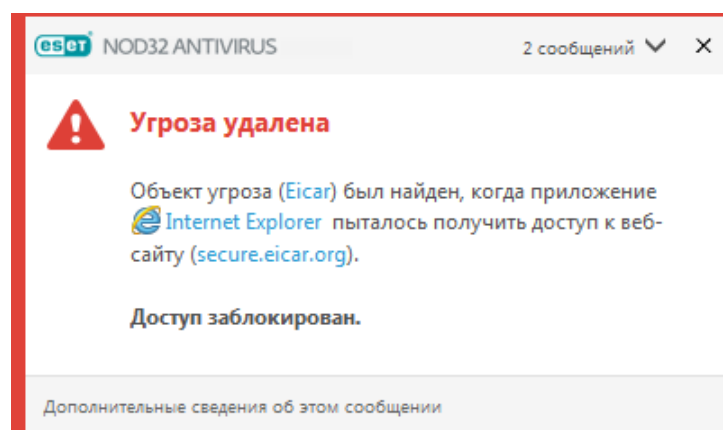 eset NOD32 ANTIVIRUS 2 сообщений
Угроза удалена
Объект угроза (Eicar) был найден, когда приложение
Internet Explorer пыталось получить доступ к веб-
сайту (secure.eicar.org).
Доступ заблокирован.
Дополнительные сведения об этом сообщении